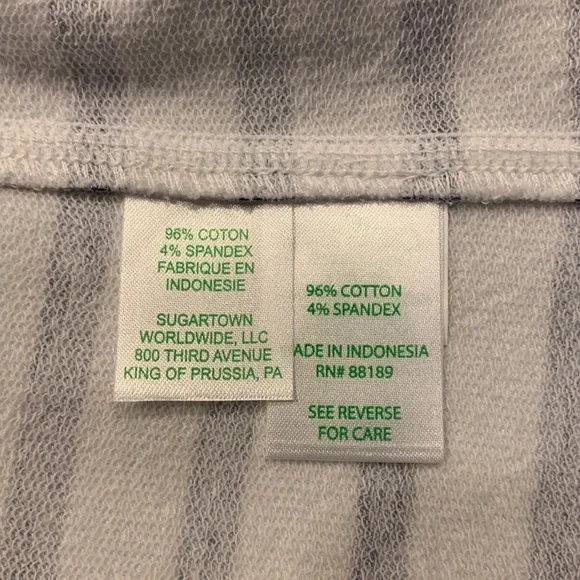 96% COTON
4% SPANDEX
FABRIQUE EN
INDONESIE
SUGARTOWN
WORLDWIDE, LLC
800 THIRD AVENUE
KING OF PRUSSIA, PA
96% COTTON
4% SPANDEX
ADE IN INDONESIA
RN# 88189
SEE REVERSE
FOR CARE